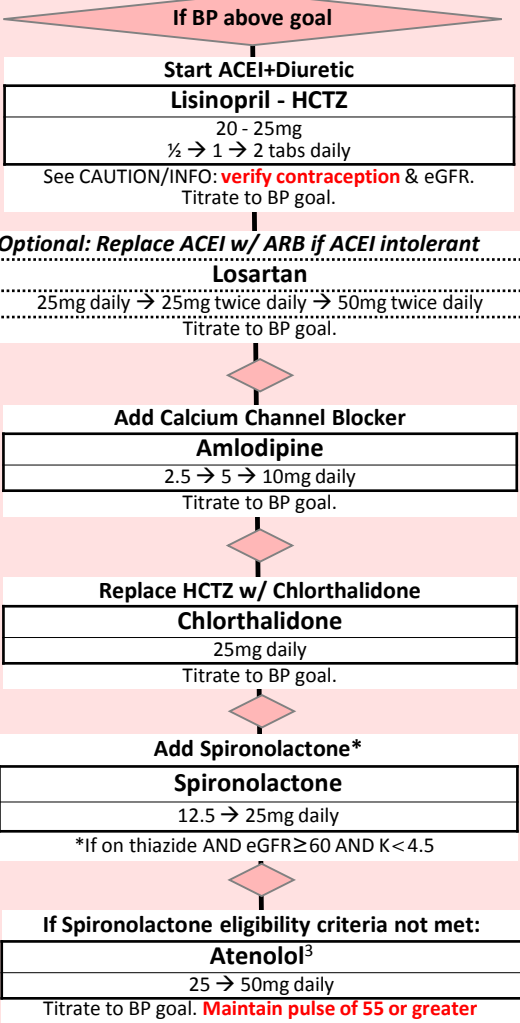 If BP above goal
Start ACEI+Diuretic
Lisinopril - HCTZ
20 - 25mg
½ → 1 → 2 tabs daily
See CAUTION/INFO: verify contraception & eGFR.
Titrate to BP goal.
Optional: Replace ACEI w/ ARB if ACEI intolerant
Losartan
25mg daily → 25mg twice daily → 50mg twice daily
Titrate to BP goal.
Add Calcium Channel Blocker
Amlodipine
2.5 → 5 → 10mg daily
Titrate to BP goal.
Replace HCTZ w/ Chlorthalidone
Chlorthalidone
25mg daily
Titrate to BP goal.
Add Spironolactone*
Spironolactone
12.5 → 25mg daily
*If on thiazide AND eGFR≥60 AND K<4.5
If Spironolactone eligibility criteria not met:
Atenolol³
25 → 50mg daily
Titrate to BP goal. Maintain pulse of 55 or greater